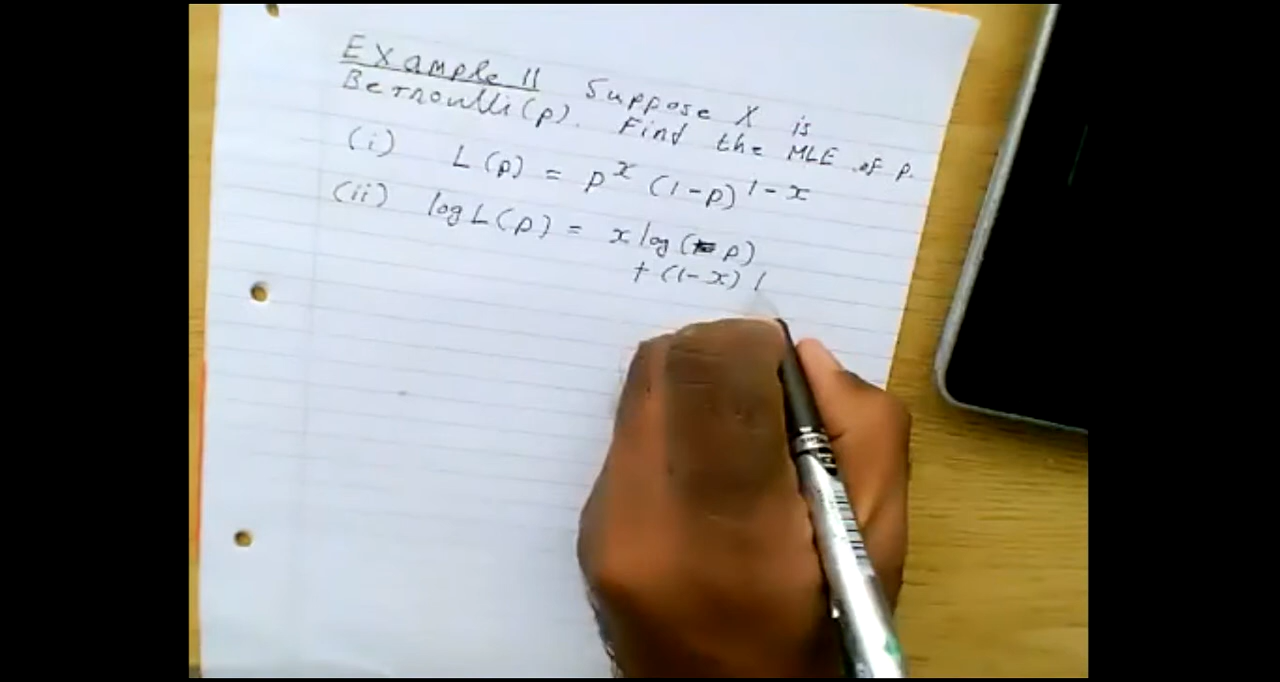 Example 11 Suppose X is
Bernoulli(p). Find the MLE of p.
(i) L(p) = p^x (1-p)^1-x
(ii) log L(p) = x log(p)
+ (1-x) l